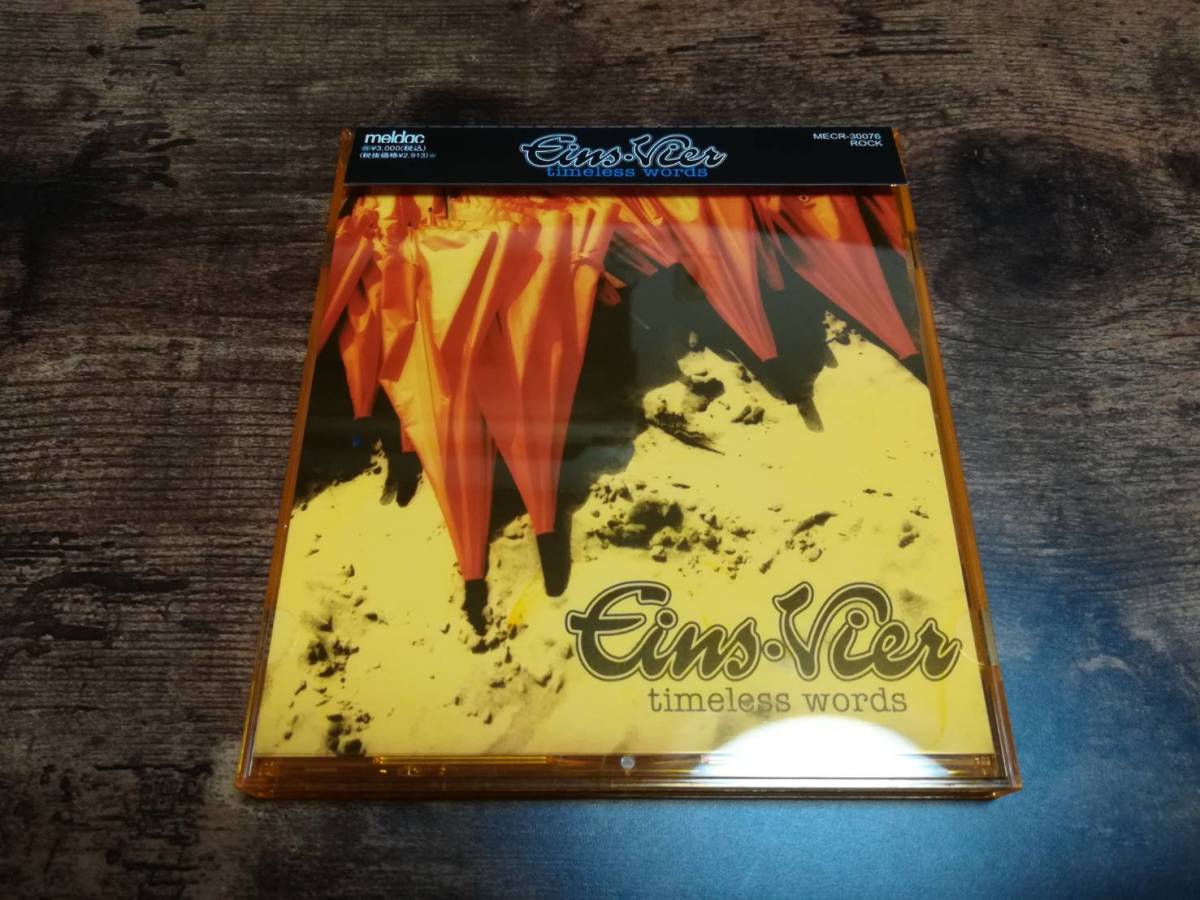 meldac
㊞¥3,000(税込)
(税抜価格¥2,913)
Eins·Vier
timeless words
MECR-30076
ROCK
Eins·Vier
timeless words